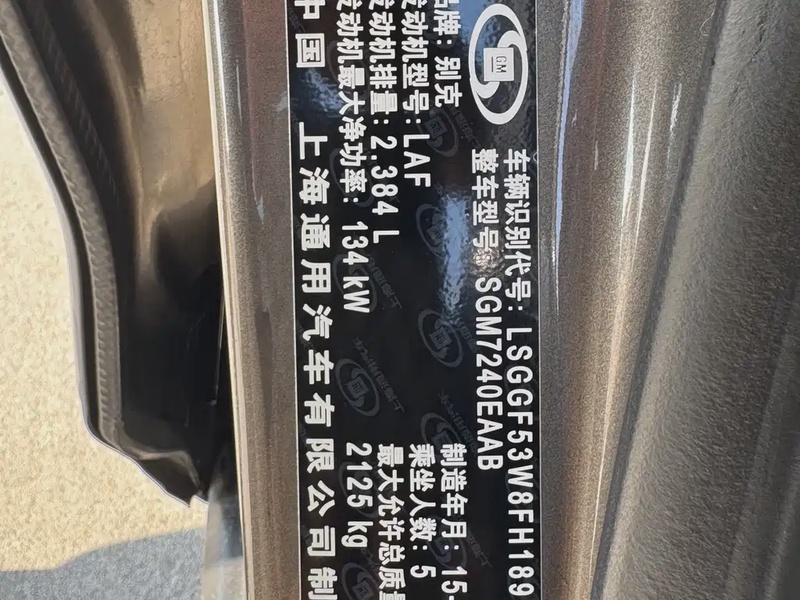 GM
车辆识别代号: LSGGF53W8FH189
整车型号: SGM7240EAAB
品牌: 别克
制造年月: 15-
发动机型号: LAF
乘坐人数: 5
发动机排量: 2.384 L
最大允许总质量
发动机最大净功率: 134 kW
2125 kg
中国 上海通用汽车有限公司制